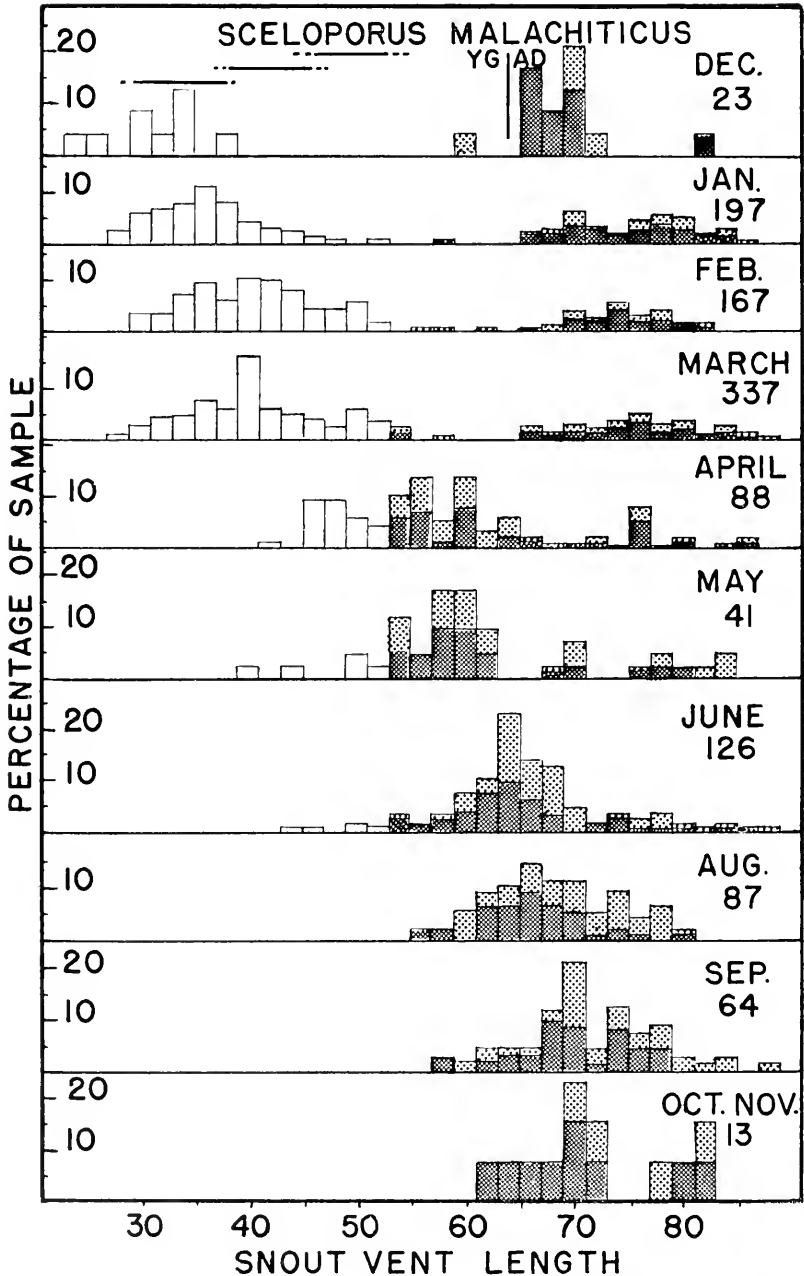 SCELOPORUS MALACHITICUS
YG AD
20
10
DEC.
23
10
JAN.
197
10
FEB.
167
10
MARCH
337
10
APRIL
88
20
10
MAY
41
20
10
JUNE
126
10
AUG.
87
20
10
SEP.
64
20
10
OCT. NOV.
13
PERCENTAGE OF SAMPLE
30 40 50 60 70 80
SNOUT VENT LENGTH